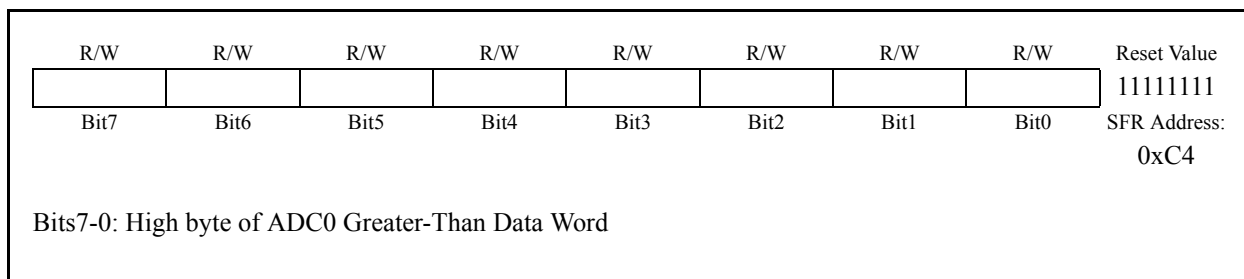 R/W R/W R/W R/W R/W R/W R/W R/W Reset Value
11111111
Bit7 Bit6 Bit5 Bit4 Bit3 Bit2 Bit1 Bit0 SFR Address:
0xC4
Bits7-0: High byte of ADC0 Greater-Than Data Word